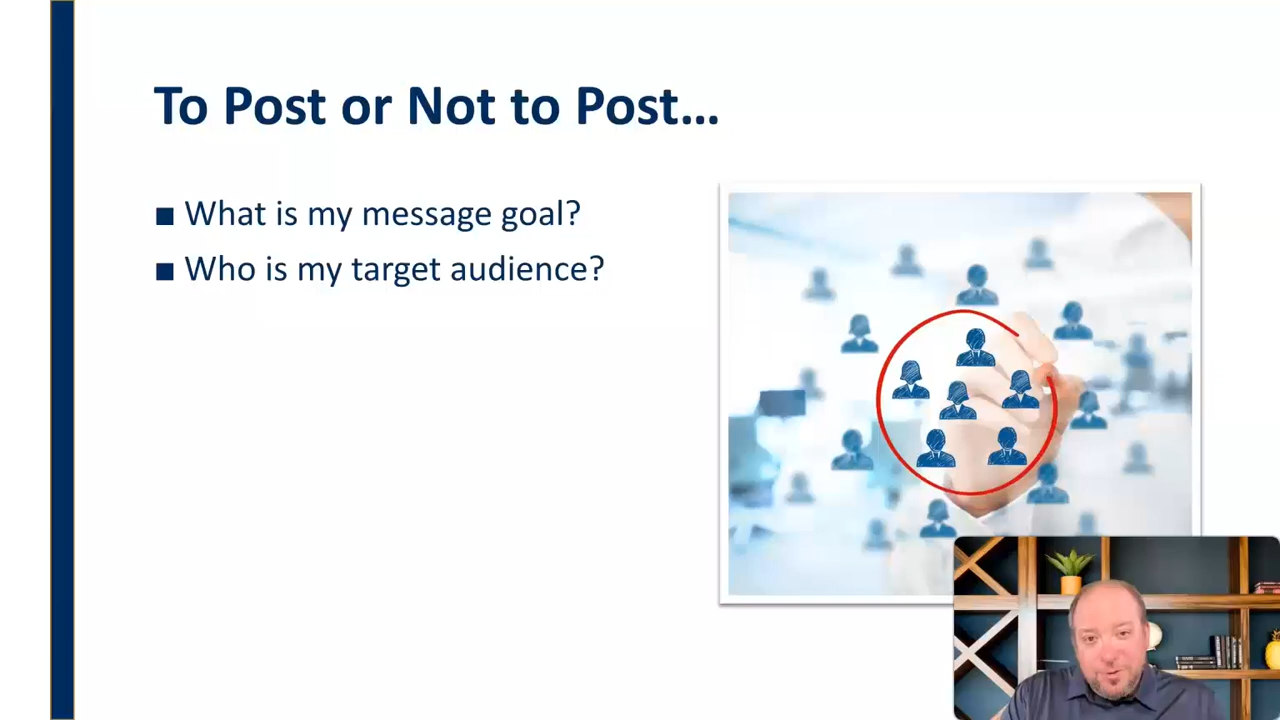 To Post or Not to Post...
■ What is my message goal?
■ Who is my target audience?